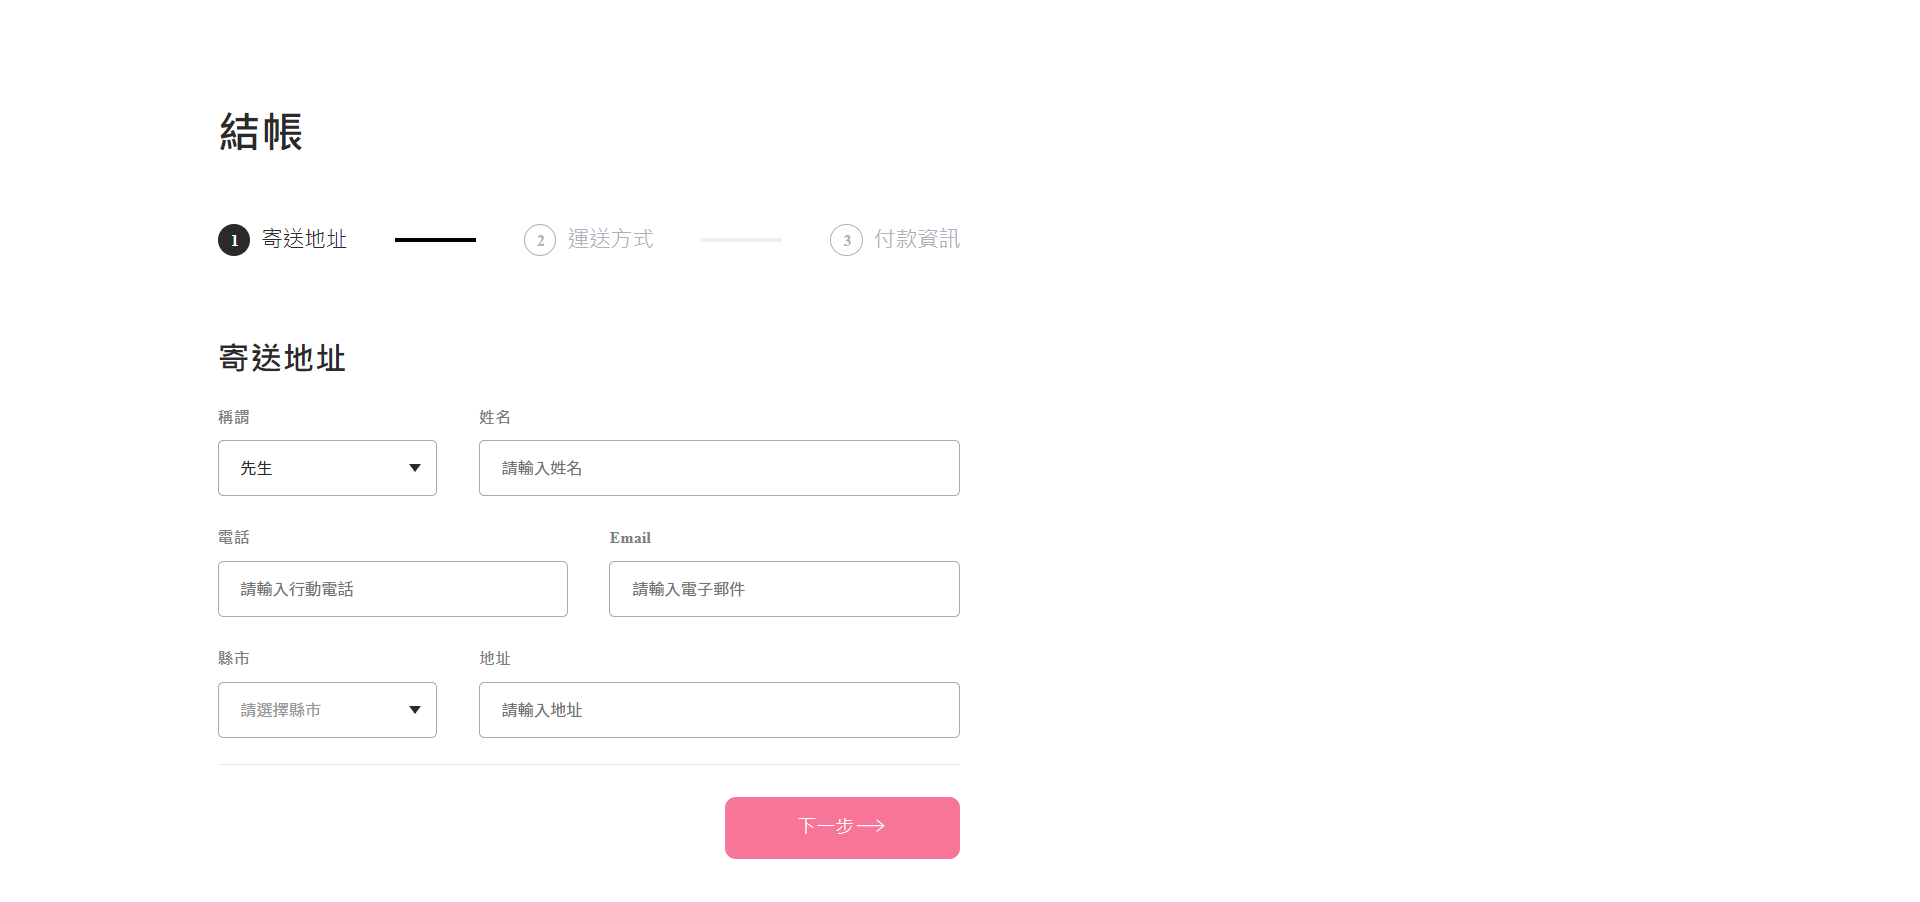 結帳
1 寄送地址 2 運送方式 3 付款資訊
寄送地址
稱謂 姓名
先生 請輸入姓名
電話 Email
請輸入行動電話 請輸入電子郵件
縣市 地址
請選擇縣市 請輸入地址
下一步